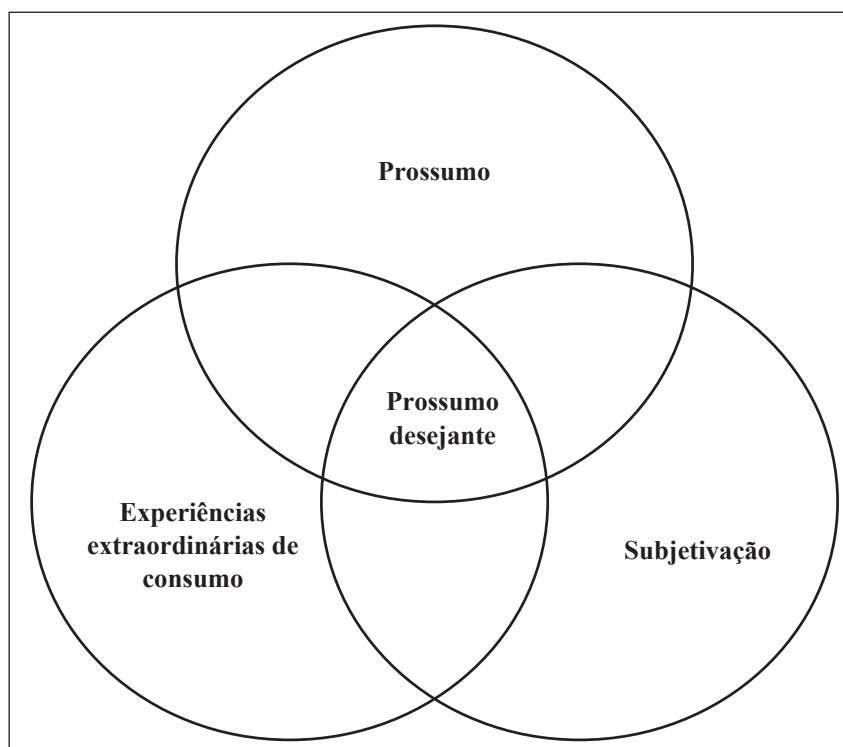 Prossumo
Prossumo
desejante
Experiências
extraordinárias de
consumo
Subjetivação